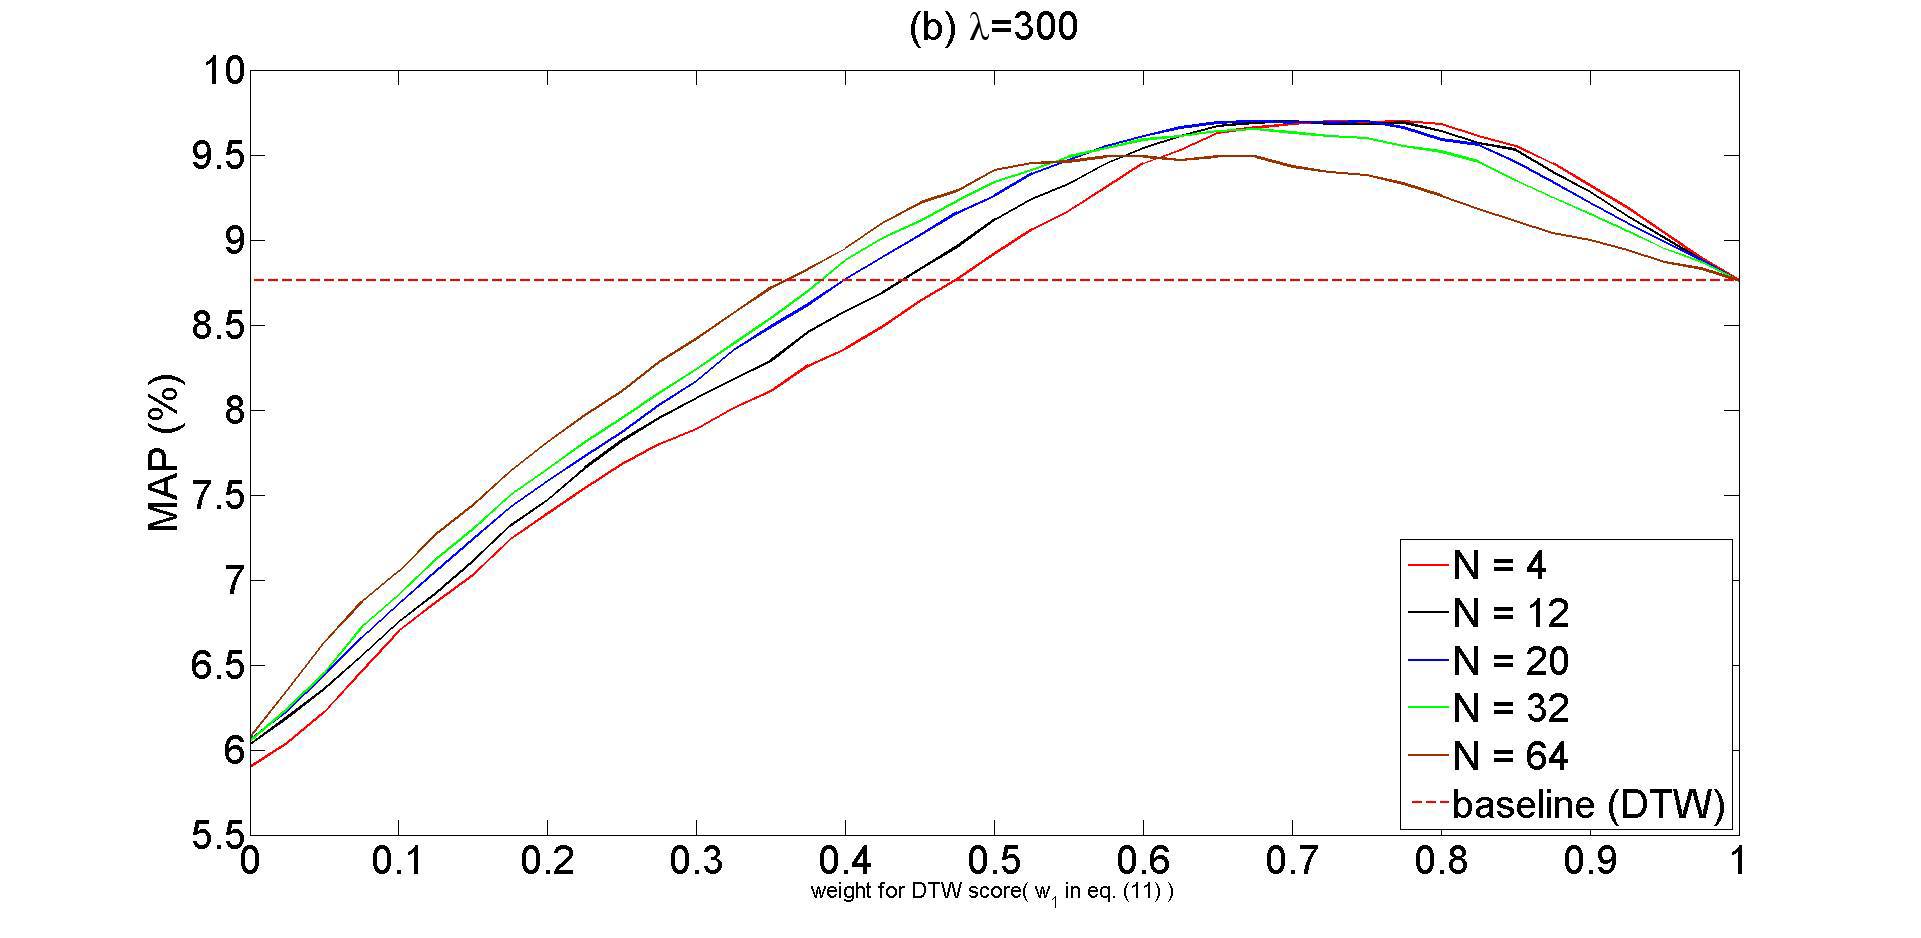 (b) λ=300
10
9.5
9
8.5
8
7.5
7
6.5
6
5.5
MAP (%)
0 0.1 0.2 0.3 0.4 0.5 0.6 0.7 0.8 0.9 1
weight for DTW score( w1 in eq. (11) )
N = 4
N = 12
N = 20
N = 32
N = 64
baseline (DTW)